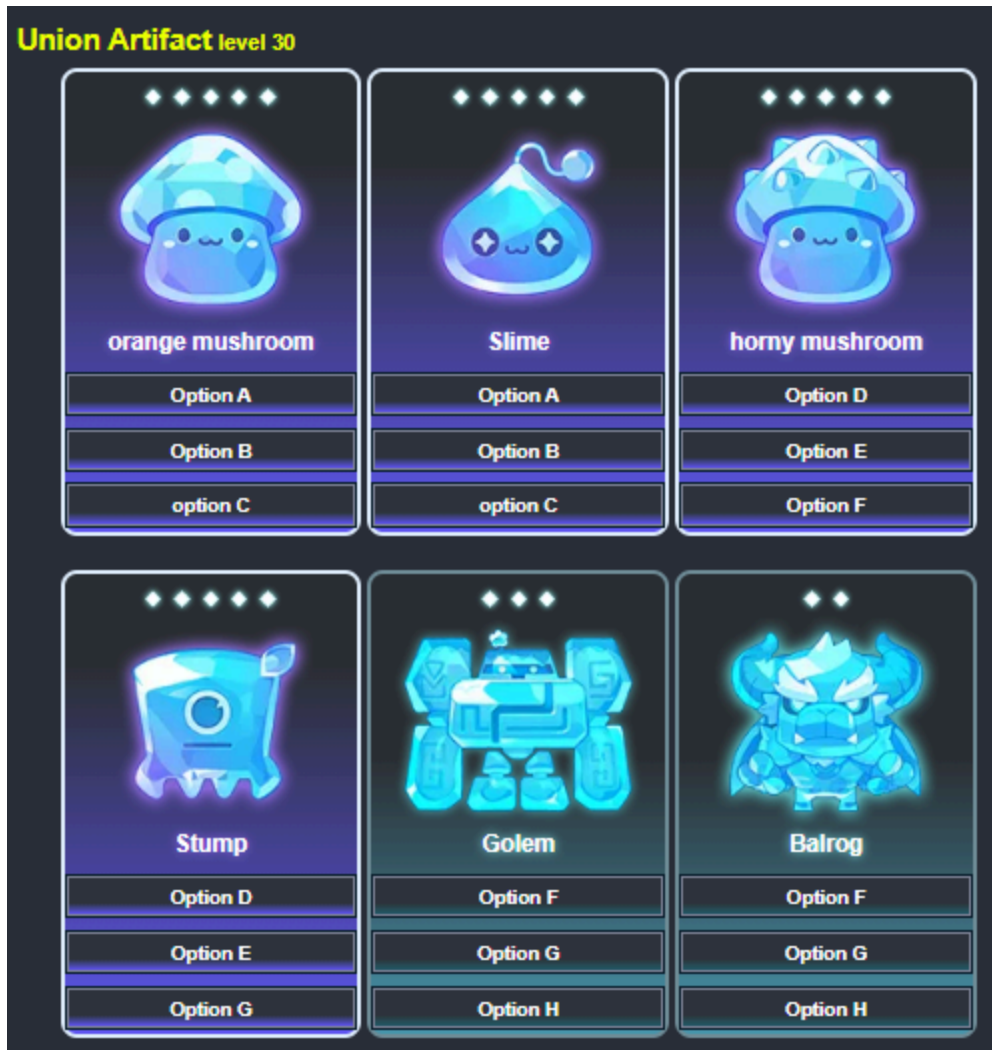 Union Artifact level 30
orange mushroom
Slime
horny mushroom
Option A
Option A
Option D
Option B
Option B
Option E
option C
option C
Option F
Stump
Golem
Balrog
Option D
Option F
Option F
Option E
Option G
Option G
Option G
Option H
Option H